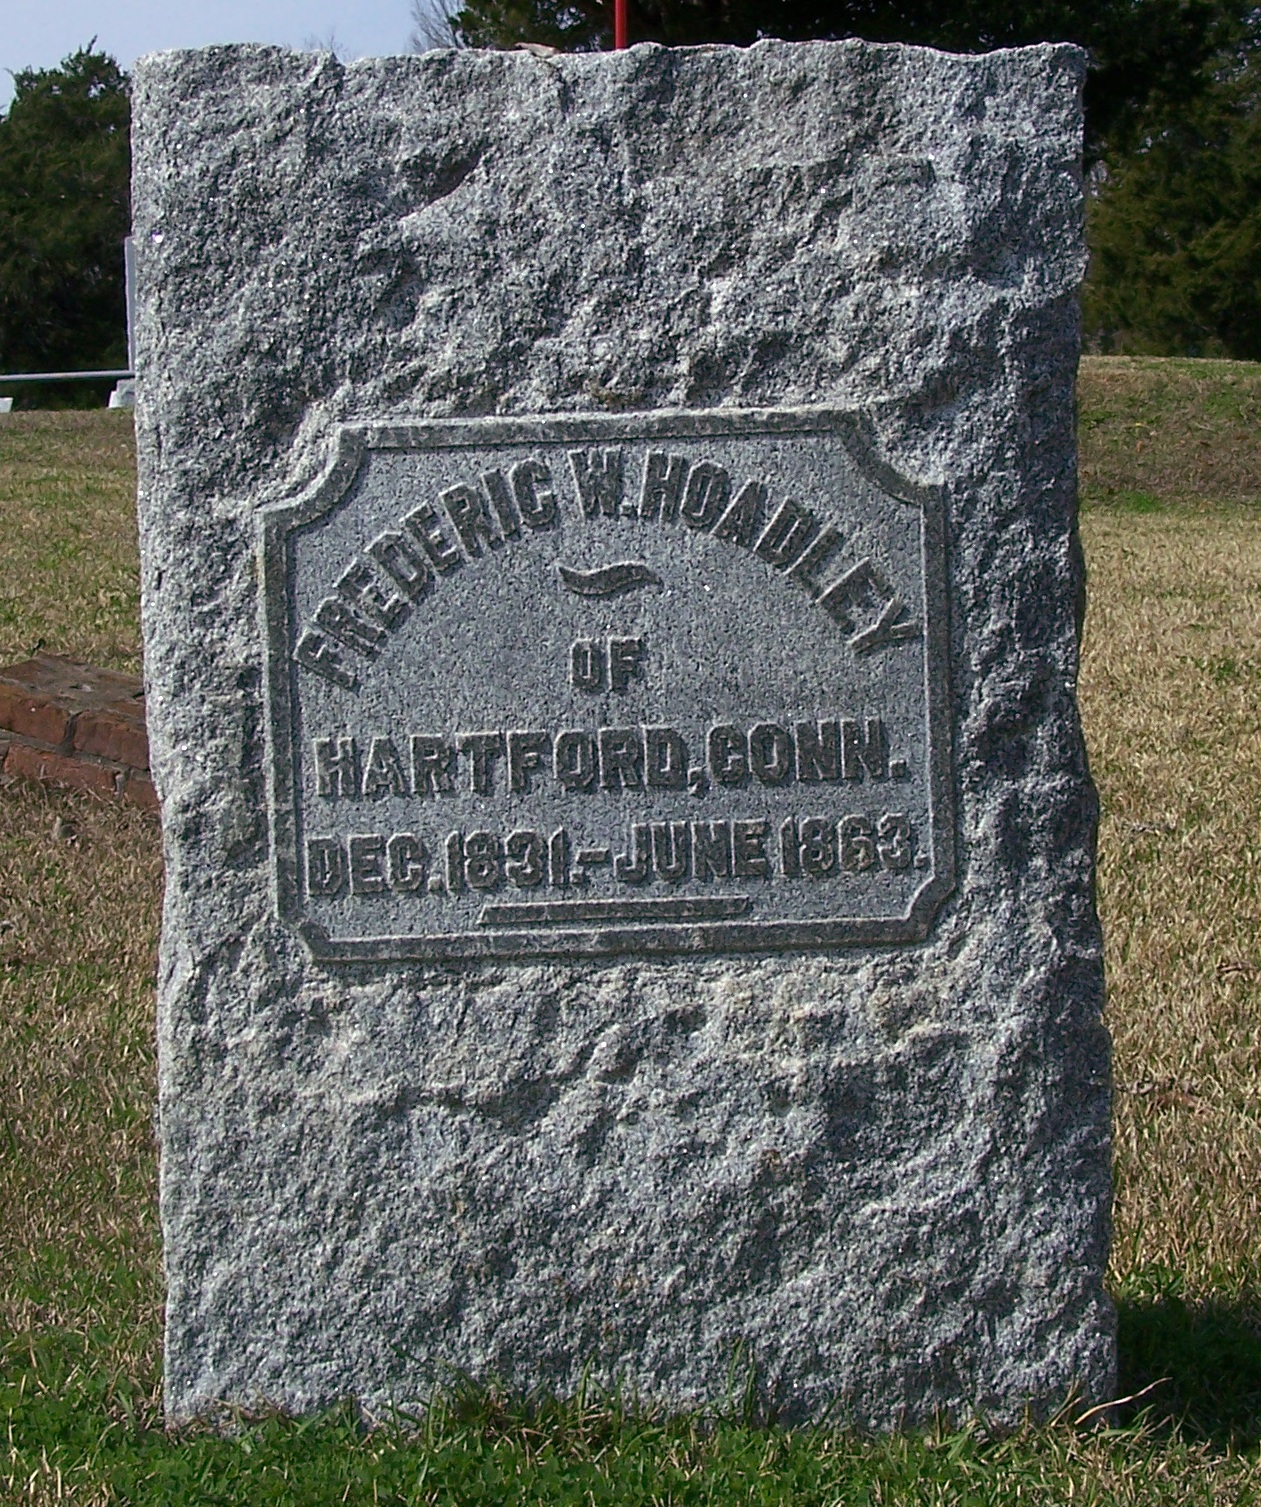 FREDERIC W. HOADLEY
OF
HARTFORD, CONN.
DEC. 1831.-JUNE 1863.